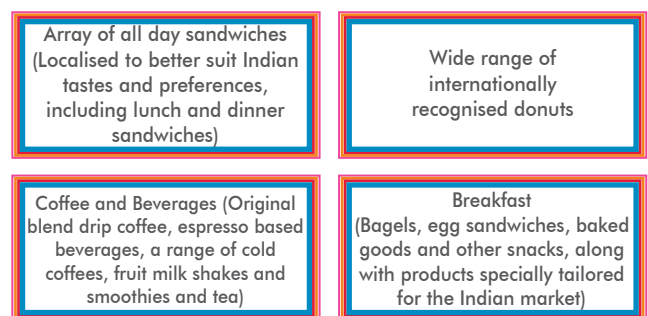 Array of all day sandwiches
(Localised to better suit Indian
tastes and preferences,
including lunch and dinner
sandwiches)
Wide range of
internationally
recognised donuts
Coffee and Beverages (Original
blend drip coffee, espresso based
beverages, a range of cold
coffees, fruit milk shakes and
smoothies and tea)
Breakfast
(Bagels, egg sandwiches, baked
goods and other snacks, along
with products specially tailored
for the Indian market)